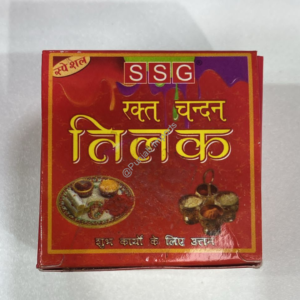 स्पेशल
SSG
रक्त चन्दन
तिलक
शुभ कार्यो के लिए उत्तम